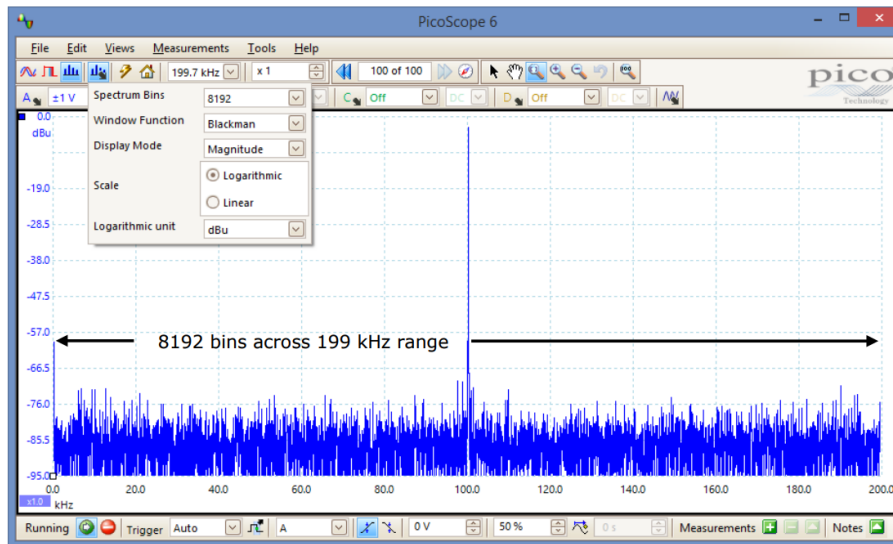 PicoScope 6
File Edit Views Measurements Tools Help
199.7 kHz x 1 100 of 100
pico
Technology
A ±1 V C Off DC D Off DC
Spectrum Bins 8192
Window Function Blackman
Display Mode Magnitude
Scale Logarithmic
Linear
Logarithmic unit dBu
0.0
dBu
-19.0
-28.5
-38.0
-47.5
-57.0
8192 bins across 199 kHz range
-66.5
-76.0
-85.5
-95.0
x1.0 0.0 20.0 40.0 60.0 80.0 100.0 120.0 140.0 160.0 180.0 200.0
kHz
Running Trigger Auto A 0 V 50 % 0 s Measurements Notes